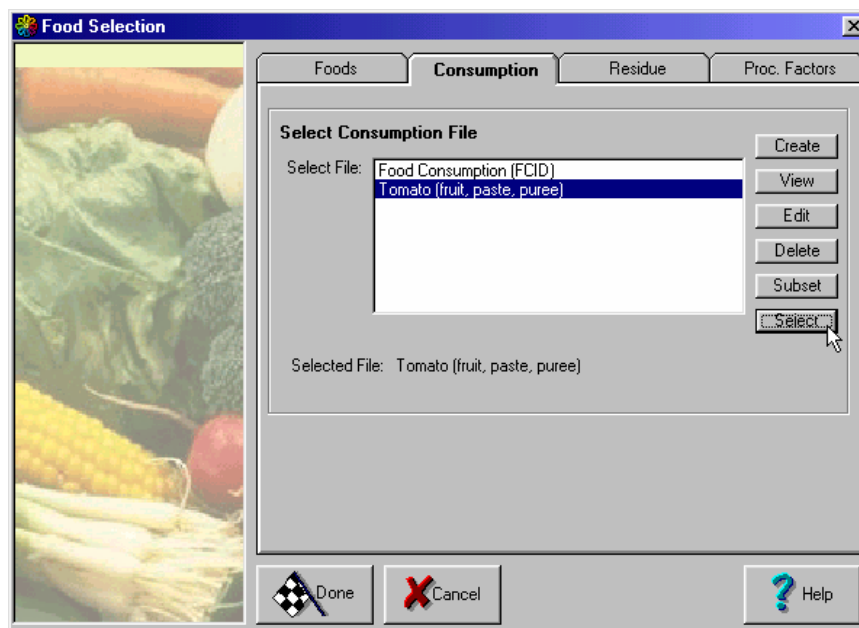 Food Selection
Foods
Consumption
Residue
Proc. Factors
Select Consumption File
Select File:
Food Consumption (FCID)
Tomato (fruit, paste, puree)
Create
View
Edit
Delete
Subset
Select
Selected File: Tomato (fruit, paste, puree)
Done
Cancel
? Help